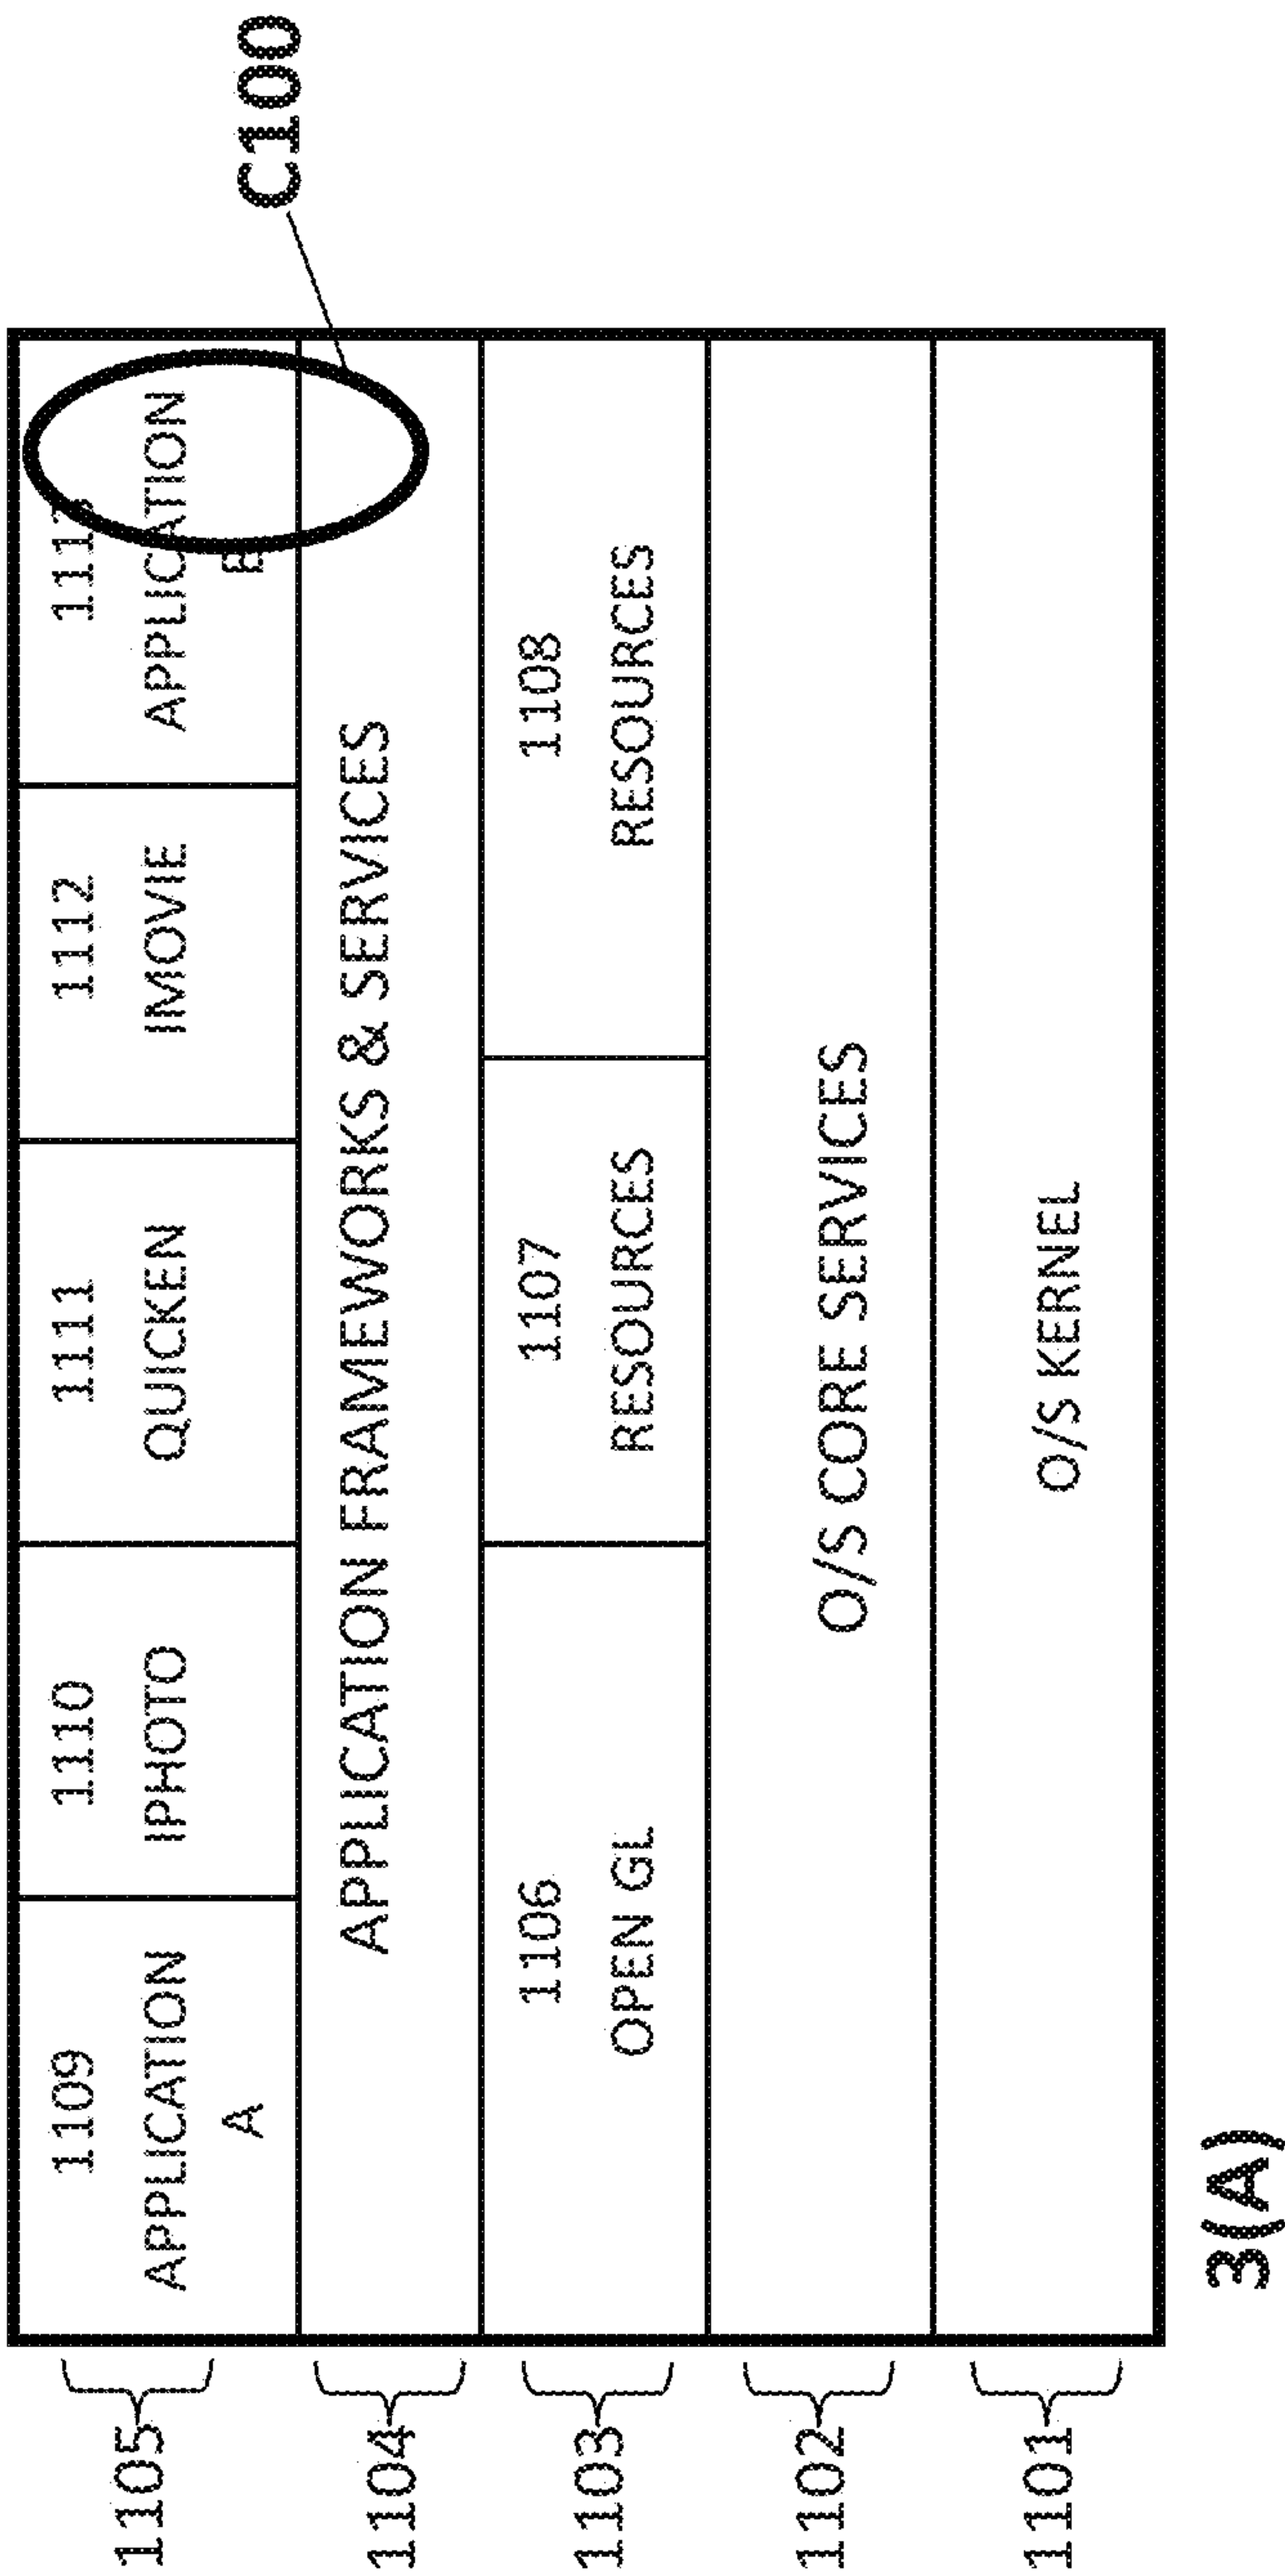 C100
1105
1109
APPLICATION
A
1110
IPHOTO
1111
QUICKEN
1112
IMOVIE
1113
APPLICATION
1104
APPLICATION FRAMEWORKS & SERVICES
1103
1106
OPEN GL
1107
RESOURCES
1108
RESOURCES
1102
O/S CORE SERVICES
1101
O/S KERNEL
3(A)